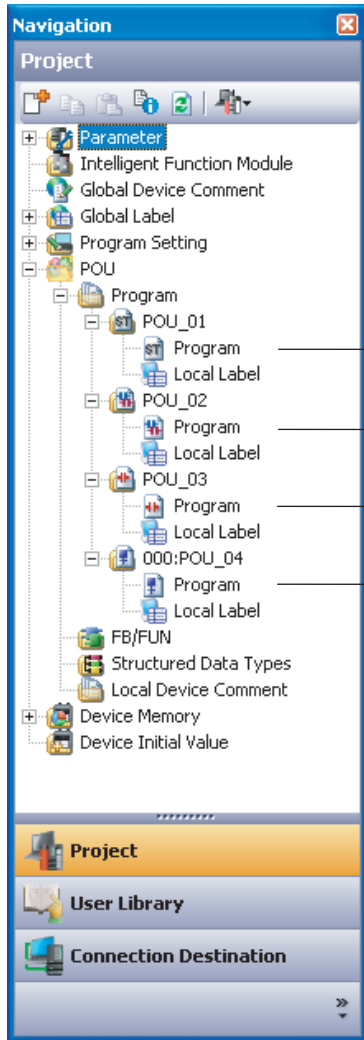 Navigation
Project
Parameter
Intelligent Function Module
Global Device Comment
Global Label
Program Setting
POU
Program
ST POU_01
ST Program
Local Label
POU_02
Program
Local Label
POU_03
Program
Local Label
000:POU_04
Program
Local Label
FB/FUN
Structured Data Types
Local Device Comment
Device Memory
Device Initial Value
Project
User Library
Connection Destination